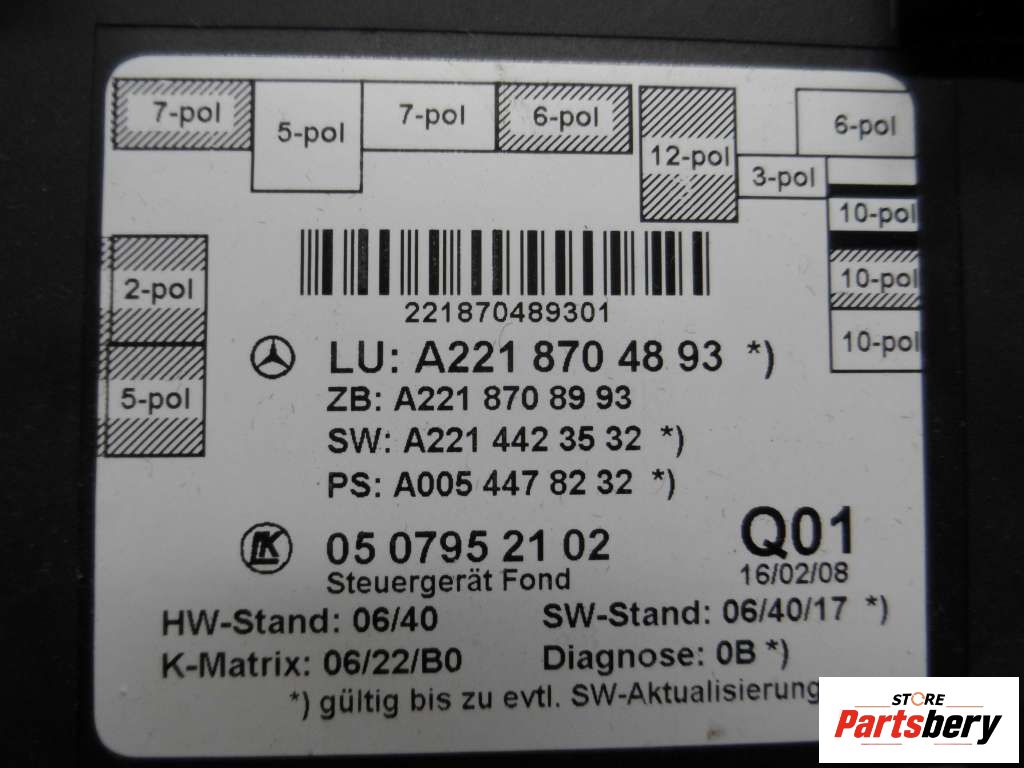 7-pol
5-pol
7-pol
6-pol
12-pol
3-pol
6-pol
10-pol
10-pol
10-pol
2-pol
5-pol
221870489301
LU: A221 870 48 93 *)
ZB: A221 870 89 93
SW: A221 442 35 32 *)
PS: A005 447 82 32 *)
LK 05 0795 21 02 Q01
Steuergerät Fond 16/02/08
HW-Stand: 06/40 SW-Stand: 06/40/17 *)
K-Matrix: 06/22/B0 Diagnose: 0B *)
*) gültig bis zu evtl. SW-Aktualisierung
STORE
Partsbery